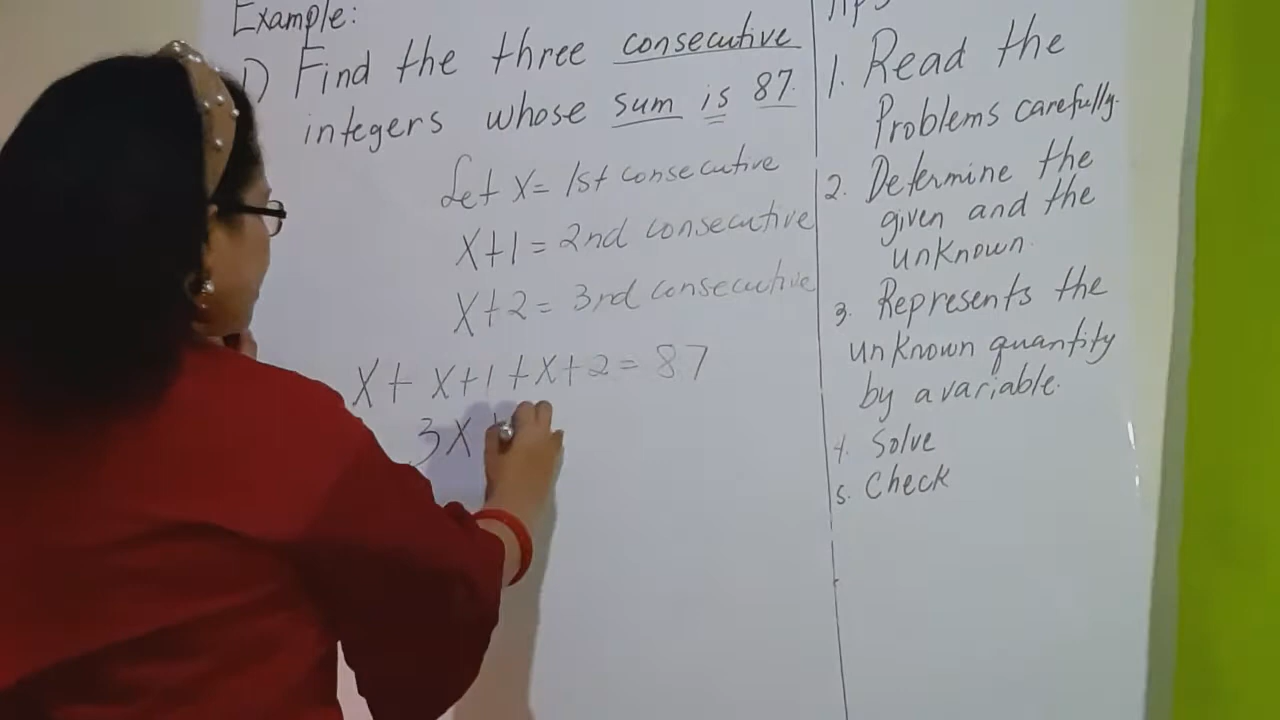 Example:
1) Find the three consecutive
integers whose sum is 87.
Let X = 1st consecutive
X+1 = 2nd consecutive
X+2 = 3rd consecutive
X + X+1 + X+2 = 87
3X +
1. Read the
Problems carefully.
2. Determine the
given and the
unknown.
3. Represents the
unknown quantity
by a variable.
4. Solve
5. Check